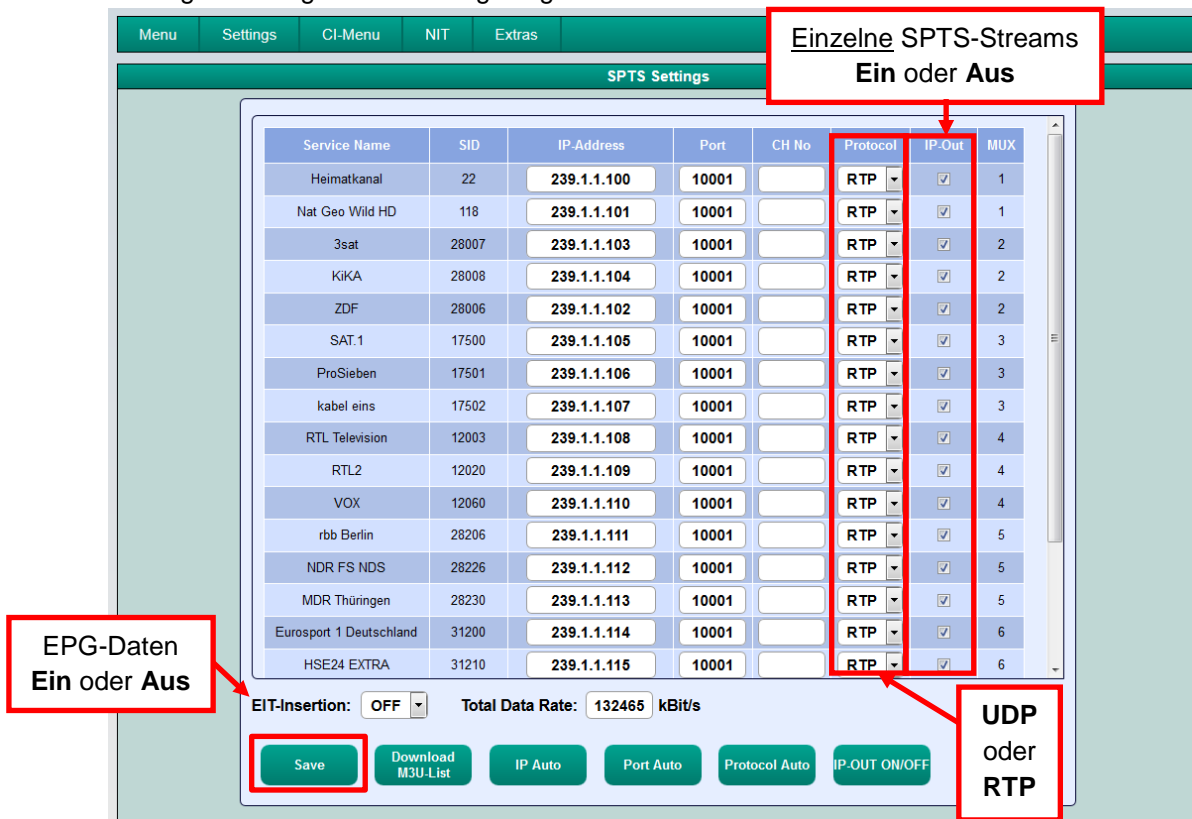 Menu Settings CI-Menu NIT Extras
Einzelne SPTS-Streams
Ein oder Aus
SPTS Settings
Service Name SID IP-Address Port CH No Protocol IP-Out MUX
Heimatkanal 22 239.1.1.100 10001 RTP 1
Nat Geo Wild HD 118 239.1.1.101 10001 RTP 1
3sat 28007 239.1.1.103 10001 RTP 2
KiKA 28008 239.1.1.104 10001 RTP 2
ZDF 28006 239.1.1.102 10001 RTP 2
SAT.1 17500 239.1.1.105 10001 RTP 3
ProSieben 17501 239.1.1.106 10001 RTP 3
kabel eins 17502 239.1.1.107 10001 RTP 3
RTL Television 12003 239.1.1.108 10001 RTP 4
RTL2 12020 239.1.1.109 10001 RTP 4
VOX 12060 239.1.1.110 10001 RTP 4
rbb Berlin 28206 239.1.1.111 10001 RTP 5
NDR FS NDS 28226 239.1.1.112 10001 RTP 5
MDR Thüringen 28230 239.1.1.113 10001 RTP 5
Eurosport 1 Deutschland 31200 239.1.1.114 10001 RTP 6
HSE24 EXTRA 31210 239.1.1.115 10001 RTP 6
EPG-Daten
Ein oder Aus
EIT-Insertion: OFF Total Data Rate: 132465 kBit/s
UDP
oder
RTP
Save Download M3U-List IP Auto Port Auto Protocol Auto IP-OUT ON/OFF